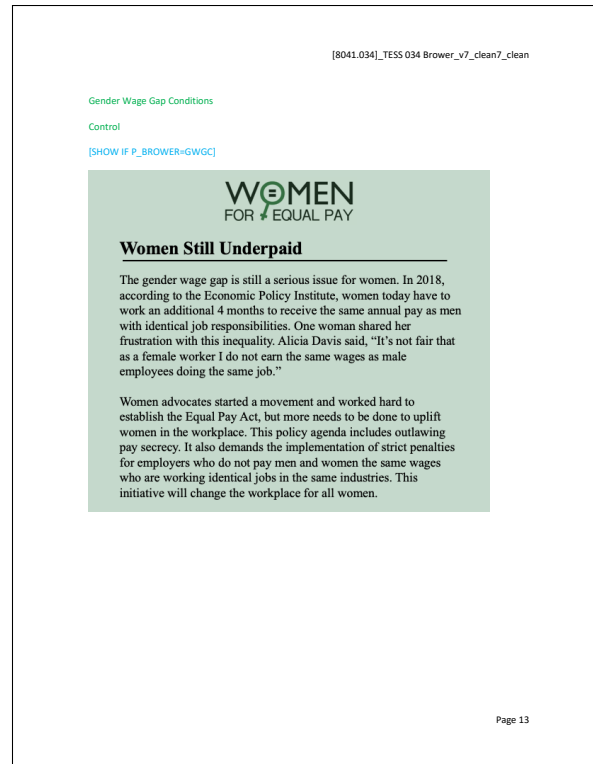 [8041.034]_TESS 034 Brower_v7_clean7_clean
Gender Wage Gap Conditions
Control
[SHOW IF P_BROWER=GWGC]
WOMEN
FOR EQUAL PAY
Women Still Underpaid
The gender wage gap is still a serious issue for women. In 2018,
according to the Economic Policy Institute, women today have to
work an additional 4 months to receive the same annual pay as men
with identical job responsibilities. One woman shared her
frustration with this inequality. Alicia Davis said, “It’s not fair that
as a female worker I do not earn the same wages as male
employees doing the same job.”
Women advocates started a movement and worked hard to
establish the Equal Pay Act, but more needs to be done to uplift
women in the workplace. This policy agenda includes outlawing
pay secrecy. It also demands the implementation of strict penalties
for employers who do not pay men and women the same wages
who are working identical jobs in the same industries. This
initiative will change the workplace for all women.
Page 13